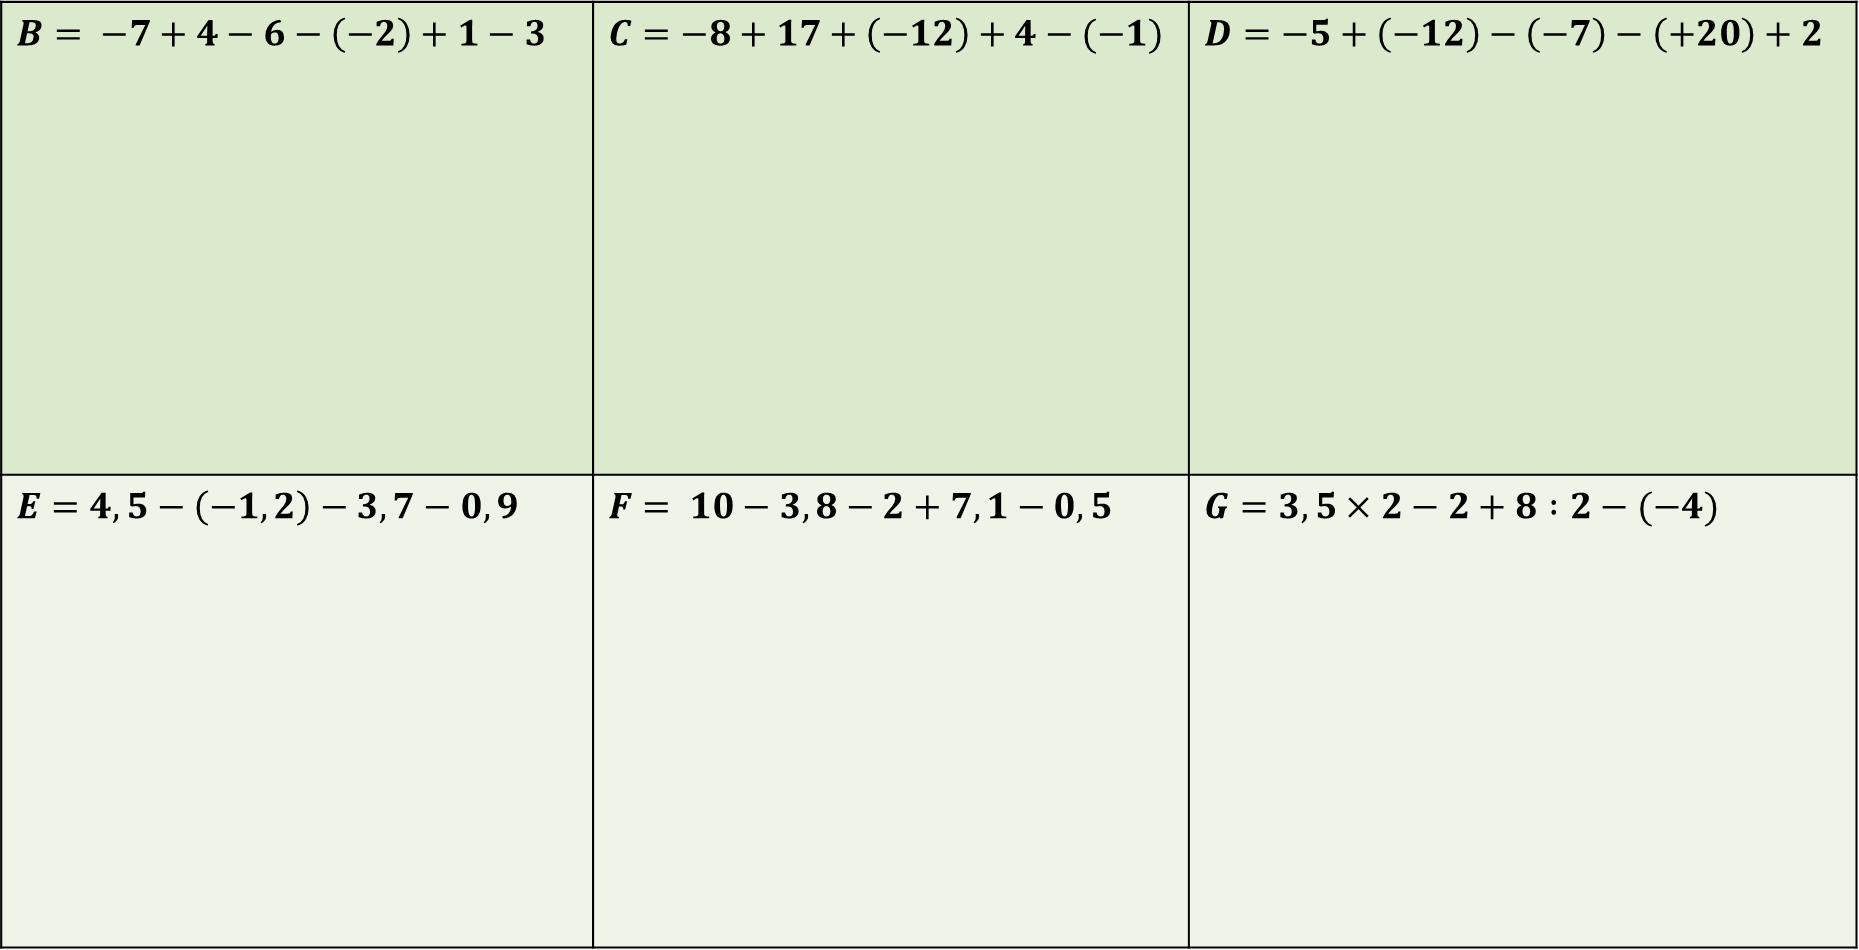 B = −7 + 4 − 6 − (−2) + 1 − 3
C = −8 + 17 + (−12) + 4 − (−1)
D = −5 + (−12) − (−7) − (+20) + 2
E = 4,5 − (−1,2) − 3,7 − 0,9
F = 10 − 3,8 − 2 + 7,1 − 0,5
G = 3,5 × 2 − 2 + 8 : 2 − (−4)